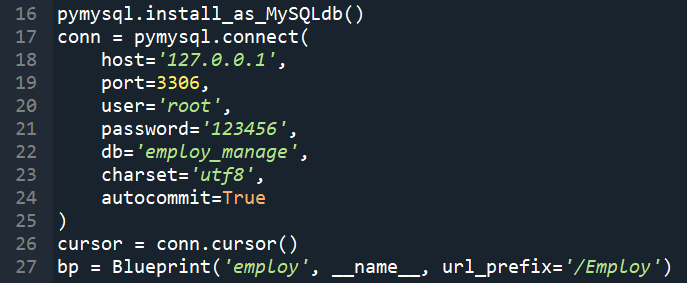 16 pymysql.install_as_MySQLdb()
17 conn = pymysql.connect(
18     host='127.0.0.1',
19     port=3306,
20     user='root',
21     password='123456',
22     db='employ_manage',
23     charset='utf8',
24     autocommit=True
25 )
26 cursor = conn.cursor()
27 bp = Blueprint('employ', __name__, url_prefix='/Employ')